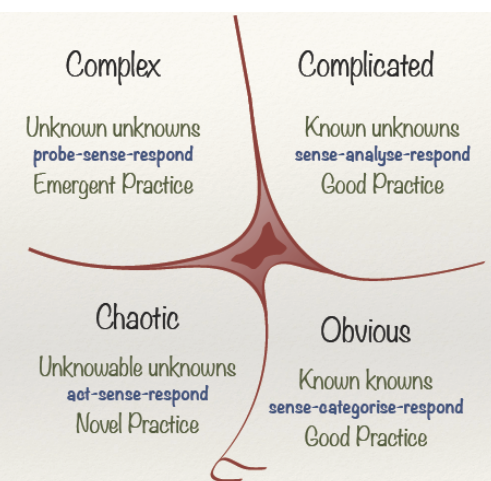 Complex
Unknown unknowns
probe-sense-respond
Emergent Practice
Complicated
Known unknowns
sense-analyse-respond
Good Practice
Chaotic
Unknowable unknowns
act-sense-respond
Novel Practice
Obvious
Known knowns
sense-categorise-respond
Good Practice